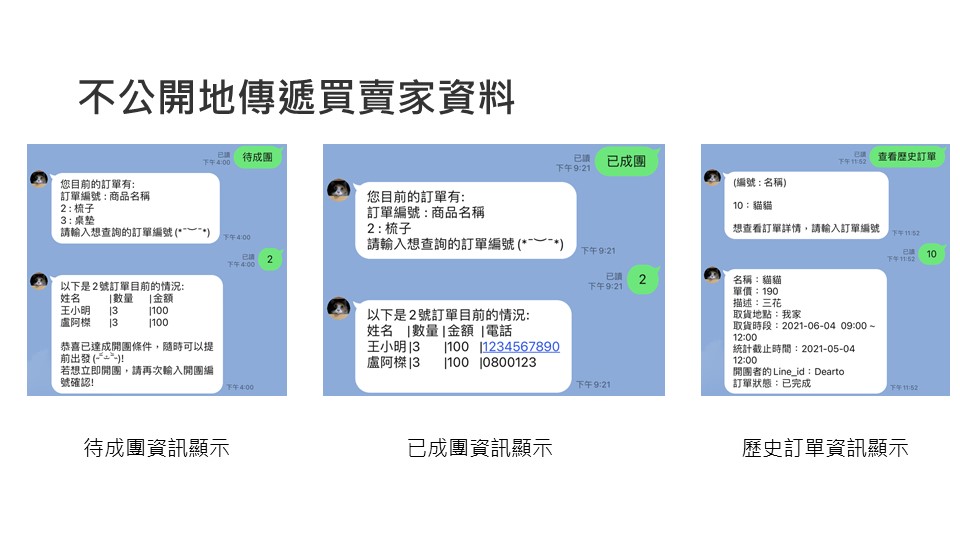 不公開地傳遞買賣家資料
已讀
下午4:00
待成團
您目前的訂單有:
訂單編號 : 商品名稱
2 : 梳子
3 : 桌墊
請輸入想查詢的訂單編號 (*˘︶˘*)
下午4:00
已讀
下午4:00
2
以下是2號訂單目前的情況:
姓名 |數量 |金額
王小明 |3 |100
盧阿榤 |3 |100
恭喜已達成開團條件，隨時可以提
前出發
若想立即開團，請再次輸入開團編
號確認!
下午4:00
待成團資訊顯示
已讀
下午9:21
已成團
您目前的訂單有:
訂單編號 : 商品名稱
2 : 梳子
請輸入想查詢的訂單編號 (*˘︶˘*)
下午9:21
已讀
下午9:21
2
以下是2號訂單目前的情況:
姓名 |數量 |金額 |電話
王小明|3 |100 |1234567890
盧阿榤|3 |100 |0800123
下午9:21
已成團資訊顯示
已讀
下午11:52
查看歷史訂單
(編號 : 名稱)
10：貓貓
想查看訂單詳情，請輸入訂單編號
下午11:52
已讀
下午11:52
10
名稱：貓貓
單價：190
描述：三花
取貨地點：我家
取貨時段：2021-06-04 09:00 ~
12:00
統計截止時間：2021-05-04
12:00
開團者的Line_id：Dearto
訂單狀態：已完成
下午11:52
歷史訂單資訊顯示